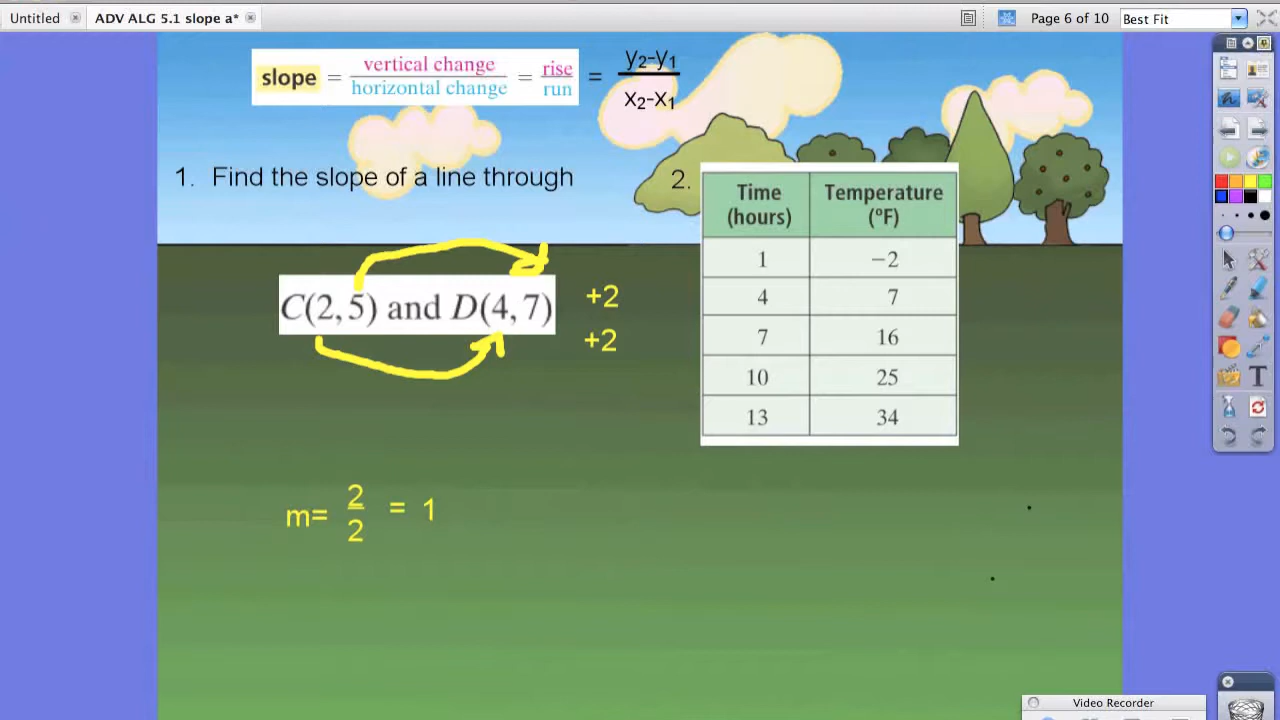 Untitled
ADV ALG 5.1 slope a*
Page 6 of 10
Best Fit
slope = vertical change / horizontal change = rise / run = y₂-y₁ / x₂-x₁
1. Find the slope of a line through
C(2, 5) and D(4, 7)
+2
+2
m= 2/2 = 1
2.
Time (hours) Temperature (°F)
1 −2
4 7
7 16
10 25
13 34
T
Video Recorder